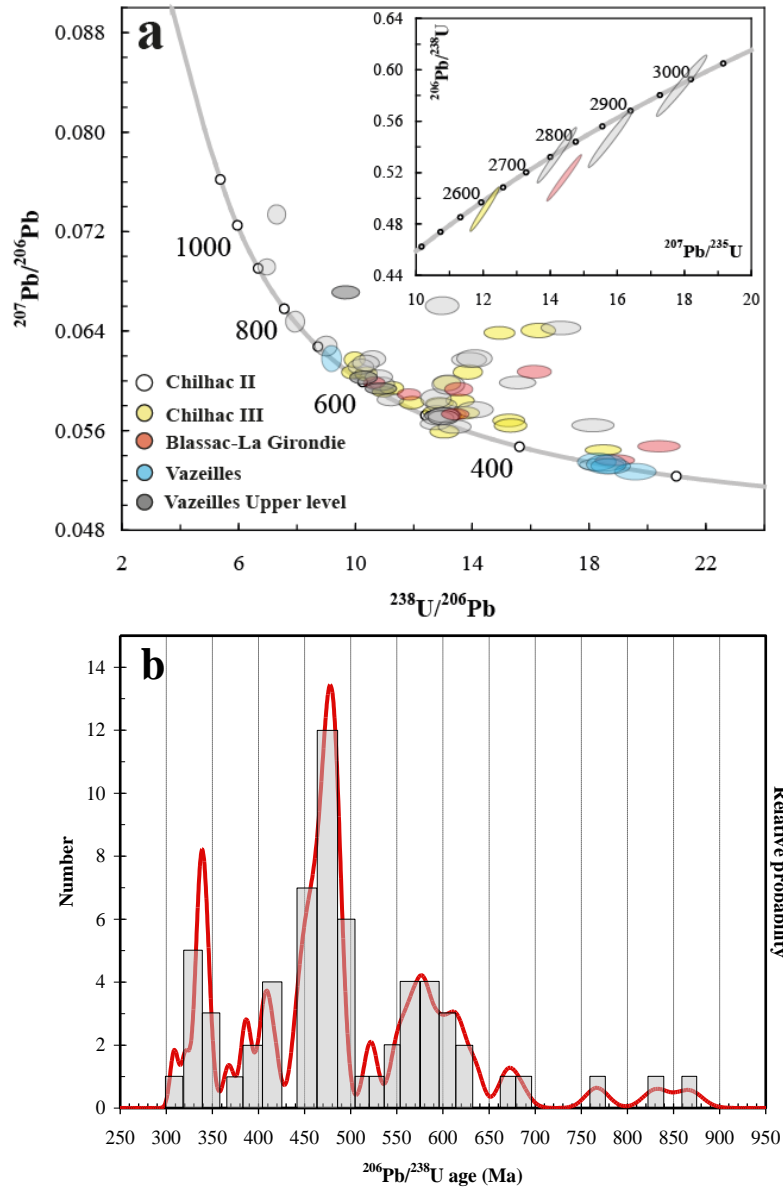 a
0.088
0.080
0.072
0.064
0.056
0.048
²⁰⁷Pb/²⁰⁶Pb
1000
800
600
400
Chilhac II
Chilhac III
Blassac-La Girondie
Vazeilles
Vazeilles Upper level
2 6 10 14 18 22
²³⁸U/²⁰⁶Pb
0.64
0.60
0.56
0.52
0.48
0.44
²⁰⁶Pb/²³⁸U
2600
2700
2800
2900
3000
²⁰⁷Pb/²³⁵U
10 12 14 16 18 20
b
14
12
10
8
6
4
2
0
Number
Relative probability
250 300 350 400 450 500 550 600 650 700 750 800 850 900 950
²⁰⁶Pb/²³⁸U age (Ma)